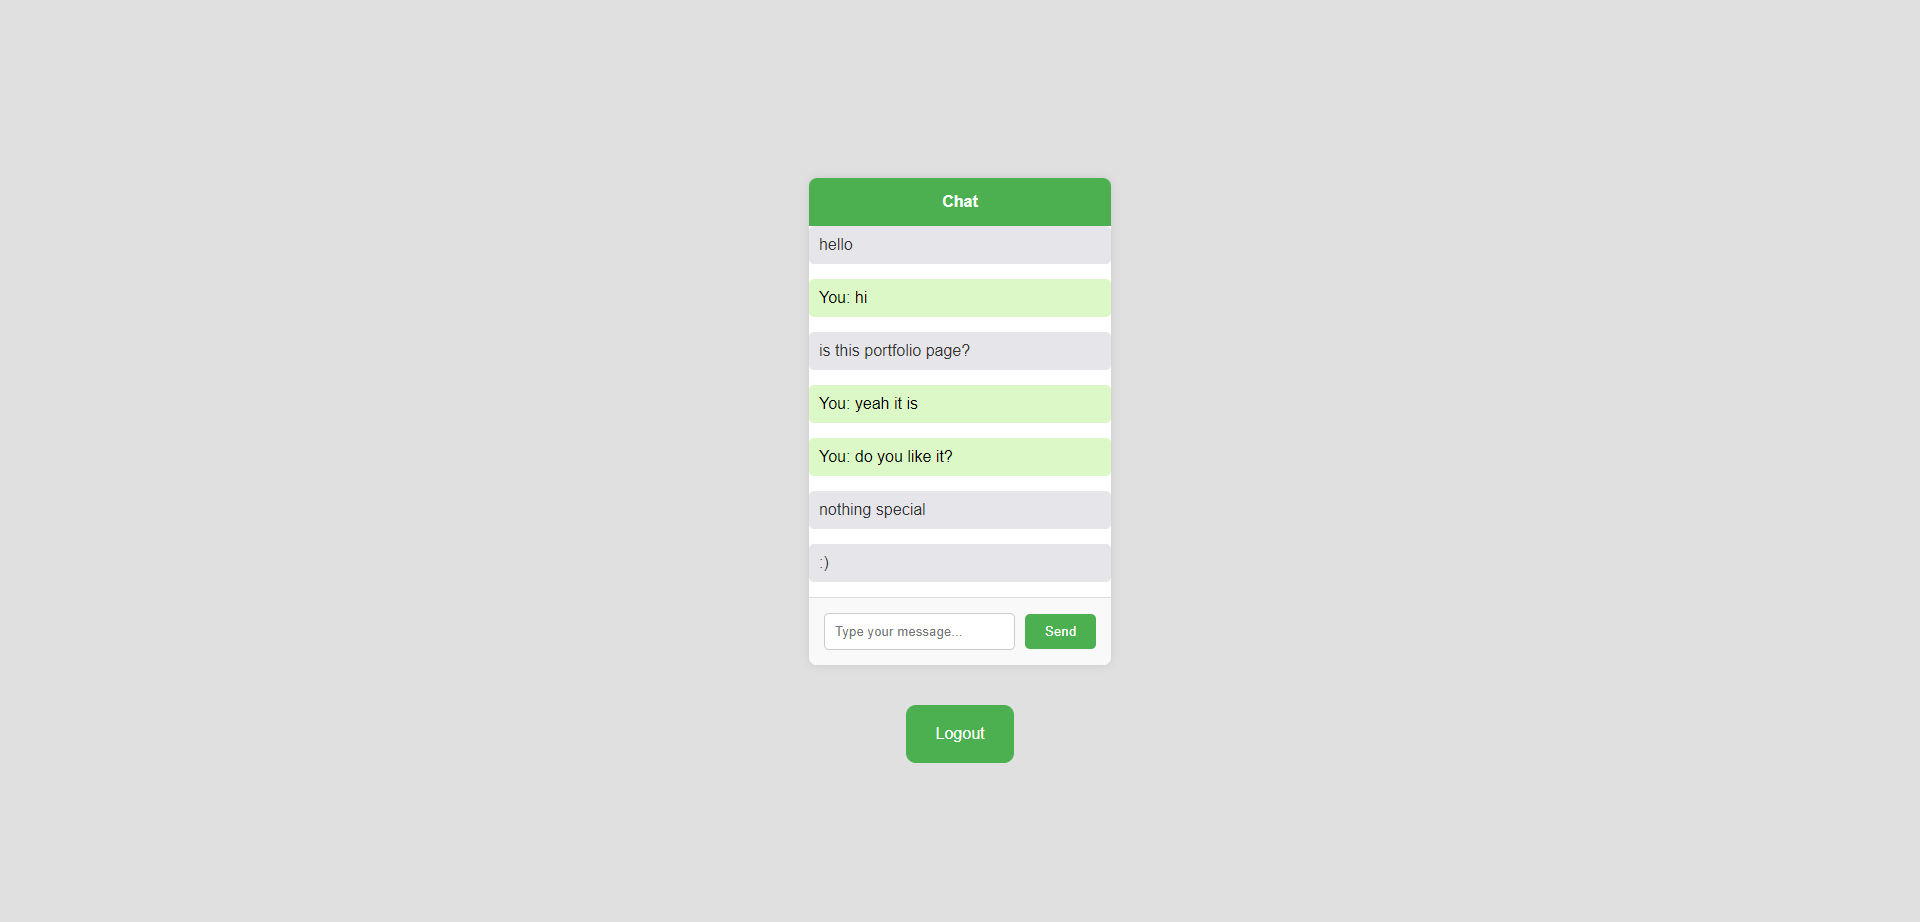 Chat
hello
You: hi
is this portfolio page?
You: yeah it is
You: do you like it?
nothing special
:)
Type your message...
Send
Logout